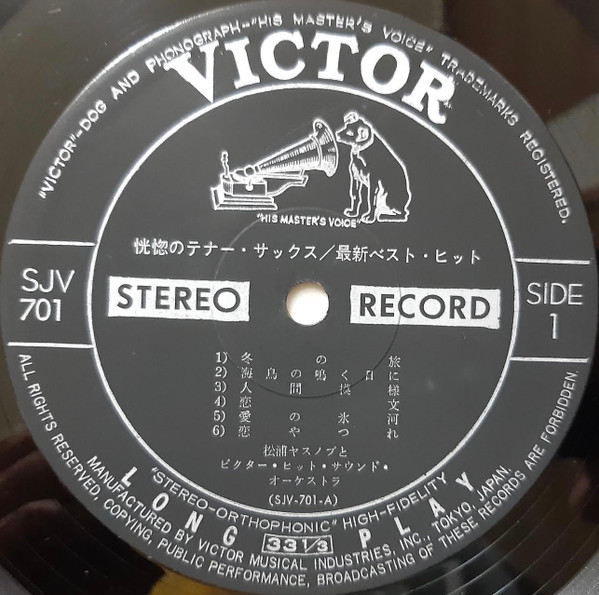 "VICTOR"-DOG AND PHONOGRAPH-"HIS MASTER'S VOICE" TRADEMARKS REGISTERED.
VICTOR
"HIS MASTER'S VOICE"
恍惚のテナー・サックス/最新ベスト・ヒット
SJV
701
STEREO
RECORD
SIDE
1
1) 冬の旅
2) 海鳥の鳴く日に
3) 人間模様
4) 恋文
5) 愛の氷河
6) 恋やつれ
松浦ヤスノブと
ビクター・ヒット・サウンド・
オーケストラ
(SJV-701-A)
"STEREO-ORTHOPHONIC" HIGH-FIDELITY
LONG 33 1/3 PLAY
MANUFACTURED BY VICTOR MUSICAL INDUSTRIES, INC., TOKYO, JAPAN
ALL RIGHTS RESERVED, COPYING, PUBLIC PERFORMANCE, BROADCASTING OF THESE RECORDS ARE FORBIDDEN.